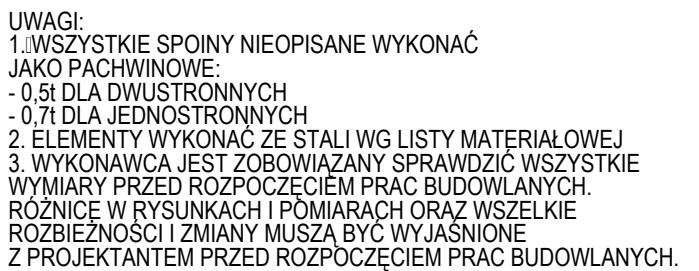 UWAGI:
1.▯WSZYSTKIE SPOINY NIEOPISANE WYKONAĆ
JAKO PACHWINOWE:
- 0,5t DLA DWUSTRONNYCH
- 0,7t DLA JEDNOSTRONNYCH
2. ELEMENTY WYKONAĆ ZE STALI WG LISTY MATERIAŁOWEJ
3. WYKONAWCA JEST ZOBOWIĄZANY SPRAWDZIĆ WSZYSTKIE
WYMIARY PRZED ROZPOCZĘCIEM PRAC BUDOWLANYCH.
RÓŻNICE W RYSUNKACH I POMIARACH ORAZ WSZELKIE
ROZBIEŻNOŚCI I ZMIANY MUSZĄ BYĆ WYJAŚNIONE
Z PROJEKTANTEM PRZED ROZPOCZĘCIEM PRAC BUDOWLANYCH.